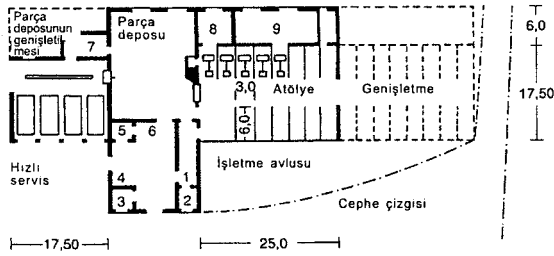 Parça
deposunun
genişletil
mesi
7
Parça
deposu
8
9
6,0
3,0
Atölye
Genişletme
17,50
6,0
5
6
Hızlı
servis
İşletme avlusu
4
1
3
2
Cephe çizgisi
17,50
25,0